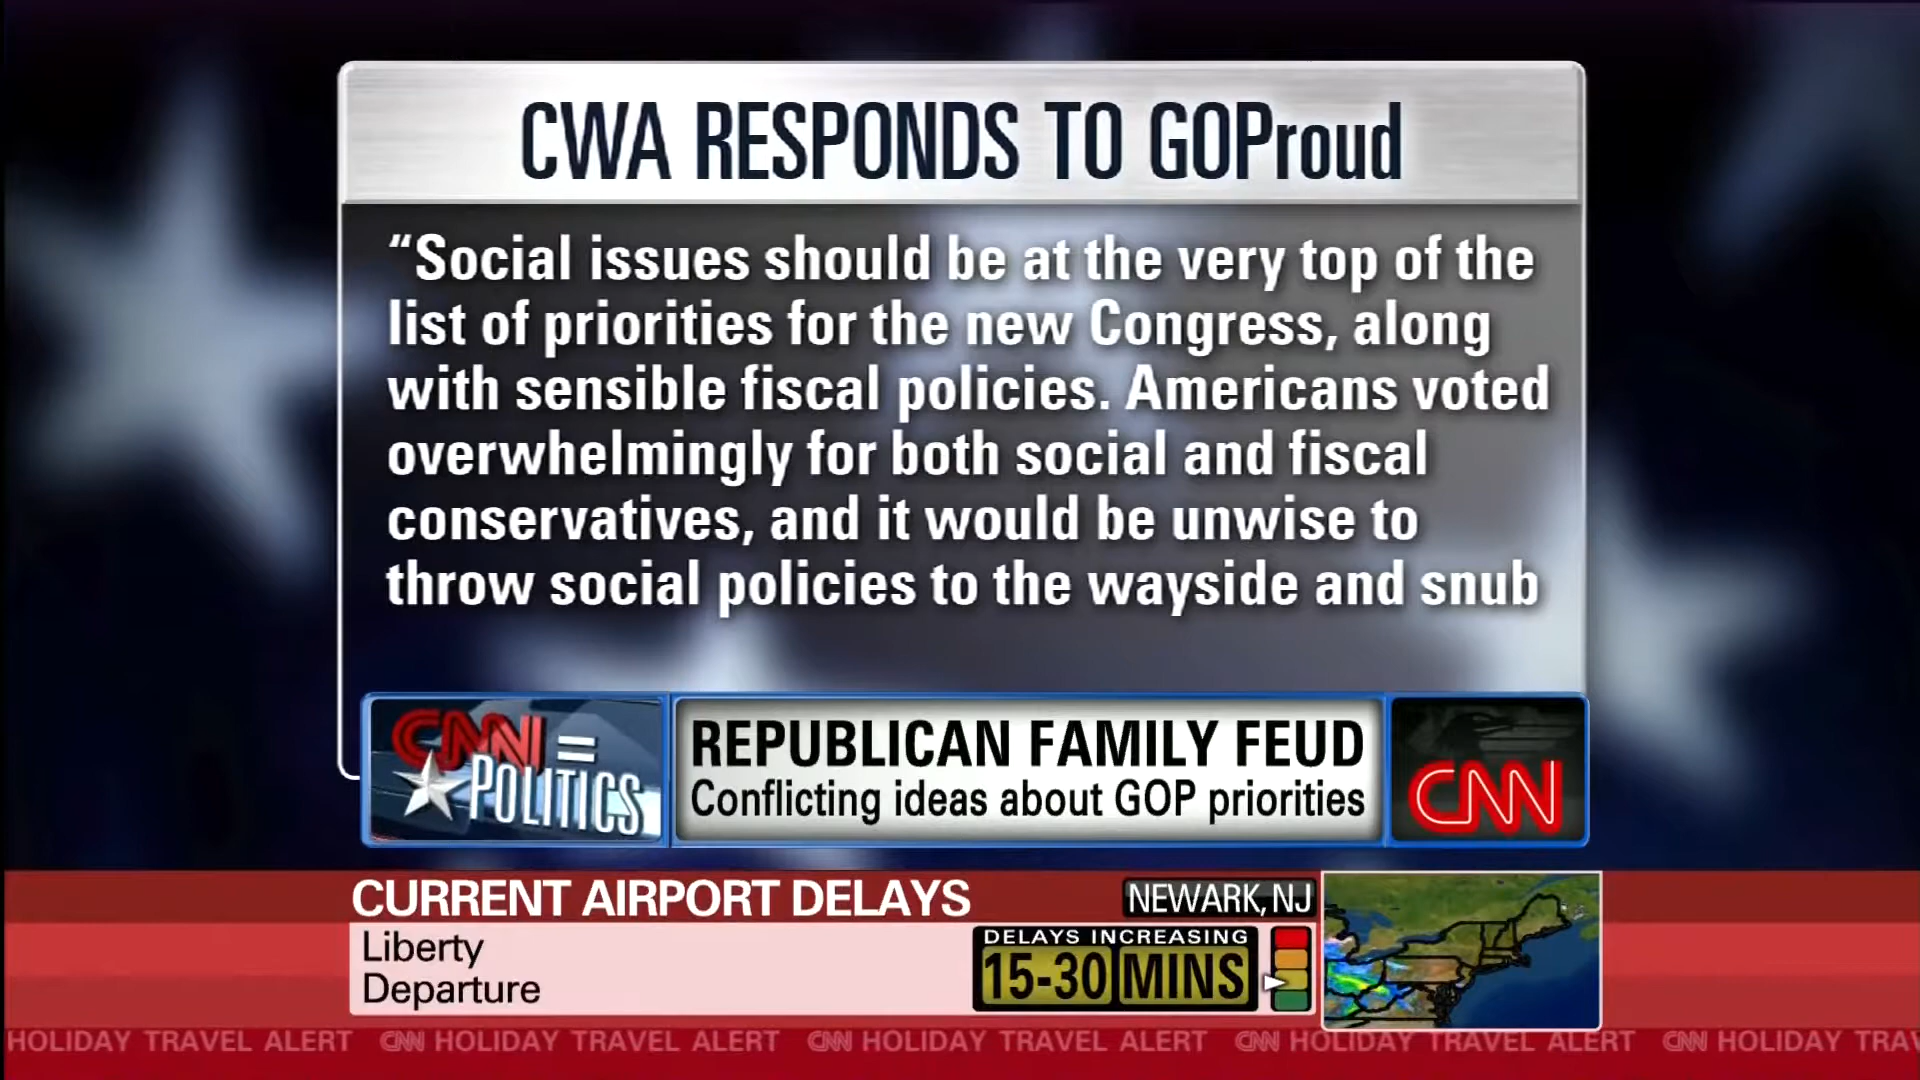 CWA RESPONDS TO GOProud
“Social issues should be at the very top of the
list of priorities for the new Congress, along
with sensible fiscal policies. Americans voted
overwhelmingly for both social and fiscal
conservatives, and it would be unwise to
throw social policies to the wayside and snub
CNN=
POLITICS
REPUBLICAN FAMILY FEUD
Conflicting ideas about GOP priorities
CNN
CURRENT AIRPORT DELAYS
NEWARK, NJ
Liberty
Departure
DELAYS INCREASING
15-30 MINS
HOLIDAY TRAVEL ALERT CNN HOLIDAY TRAVEL ALERT CNN HOLIDAY TRAVEL ALERT CNN HOLIDAY TRAVEL ALERT CNN HOLIDAY TRAV